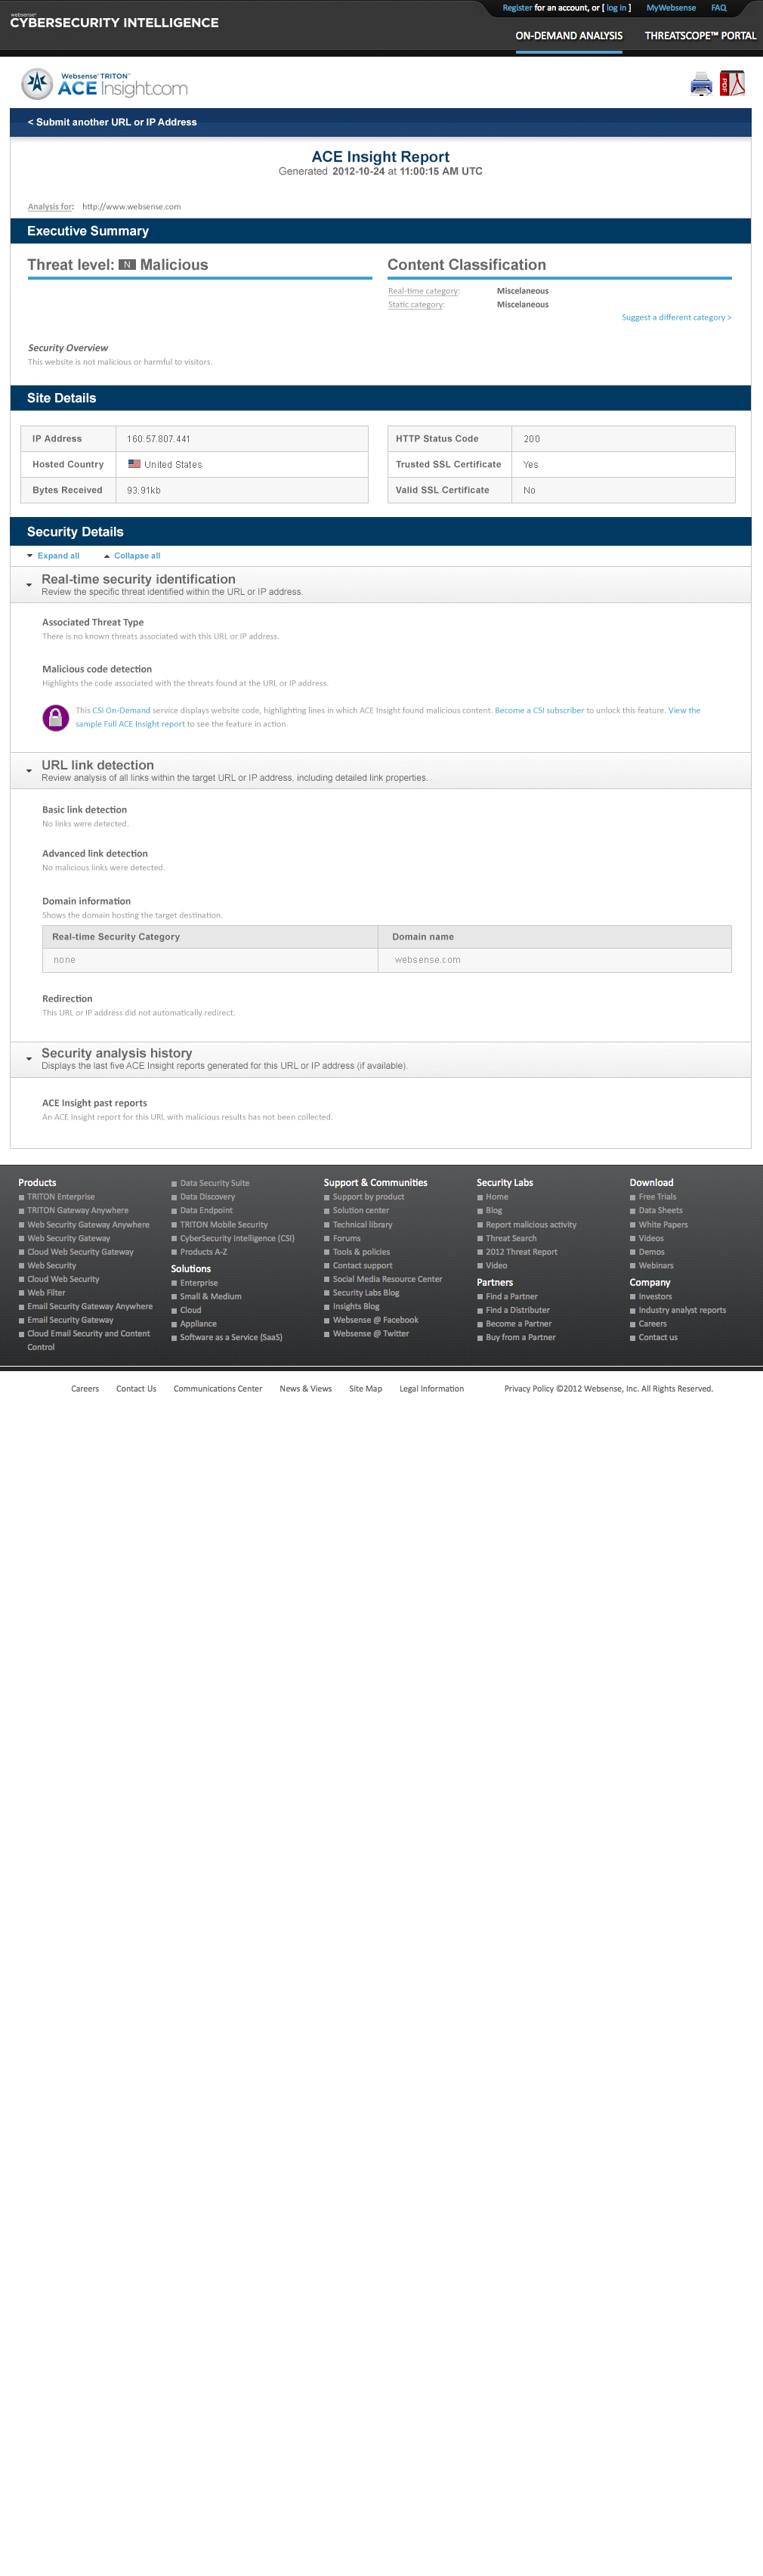 websense®
CYBERSECURITY INTELLIGENCE
Register for an account, or [ log in ] MyWebsense FAQ
ON-DEMAND ANALYSIS THREATSCOPE™ PORTAL
Websense® TRITON™
ACE Insight.com
PDF
< Submit another URL or IP Address
ACE Insight Report
Generated 2012-10-24 at 11:00:15 AM UTC
Analysis for: http://www.websense.com
Executive Summary
Threat level: N Malicious
Content Classification
Real-time category: Miscelaneous
Static category: Miscelaneous
Suggest a different category >
Security Overview
This website is not malicious or harmful to visitors.
Site Details
IP Address 160.57.807.441
Hosted Country United States
Bytes Received 93.91kb
HTTP Status Code 200
Trusted SSL Certificate Yes
Valid SSL Certificate No
Security Details
Expand all Collapse all
Real-time security identification
Review the specific threat identified within the URL or IP address.
Associated Threat Type
There is no known threats associated with this URL or IP address.
Malicious code detection
Highlights the code associated with the threats found at the URL or IP address.
This CSI On-Demand service displays website code, highlighting lines in which ACE Insight found malicious content. Become a CSI subscriber to unlock this feature. View the
sample Full ACE Insight report to see the feature in action.
URL link detection
Review analysis of all links within the target URL or IP address, including detailed link properties.
Basic link detection
No links were detected.
Advanced link detection
No malicious links were detected.
Domain information
Shows the domain hosting the target destination.
Real-time Security Category Domain name
none websense.com
Redirection
This URL or IP address did not automatically redirect.
Security analysis history
Displays the last five ACE Insight reports generated for this URL or IP address (if available).
ACE Insight past reports
An ACE Insight report for this URL with malicious results has not been collected.
Products
TRITON Enterprise
TRITON Gateway Anywhere
Web Security Gateway Anywhere
Web Security Gateway
Cloud Web Security Gateway
Web Security
Cloud Web Security
Web Filter
Email Security Gateway Anywhere
Email Security Gateway
Cloud Email Security and Content
Control
Data Security Suite
Data Discovery
Data Endpoint
TRITON Mobile Security
CyberSecurity Intelligence (CSI)
Products A-Z
Solutions
Enterprise
Small & Medium
Cloud
Appliance
Software as a Service (SaaS)
Support & Communities
Support by product
Solution center
Technical library
Forums
Tools & policies
Contact support
Social Media Resource Center
Security Labs Blog
Insights Blog
Websense @ Facebook
Websense @ Twitter
Security Labs
Home
Blog
Report malicious activity
Threat Search
2012 Threat Report
Video
Partners
Find a Partner
Find a Distributer
Become a Partner
Buy from a Partner
Download
Free Trials
Data Sheets
White Papers
Videos
Demos
Webinars
Company
Investors
Industry analyst reports
Careers
Contact us
Careers Contact Us Communications Center News & Views Site Map Legal Information Privacy Policy ©2012 Websense, Inc. All Rights Reserved.